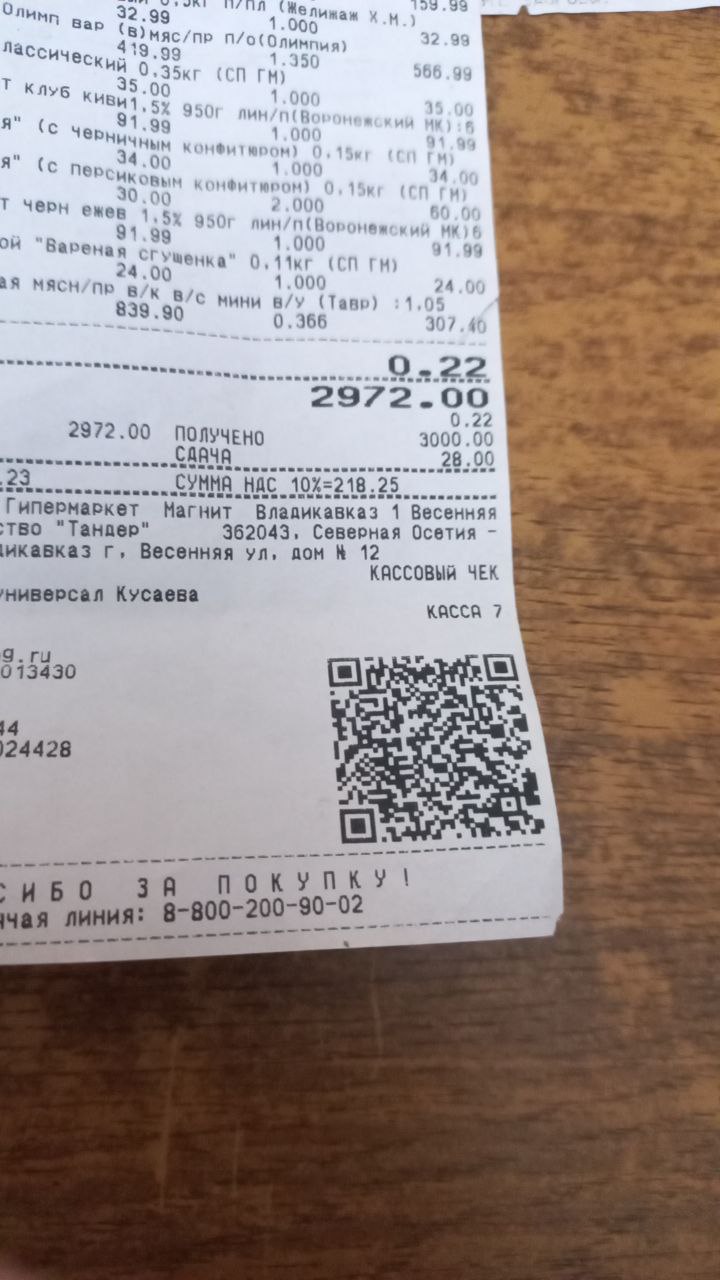 П/ПЛ (Желижаж Х.М.)
159.99
32.99 1.000 32.99
Олимп вар (в)мяс/пр п/о(Олимпия)
419.99 1.350 566.99
лассический 0,35кг (СП ГМ)
35.00 1.000 35.00
т клуб киви1,5% 950г лин/п(Воронежский МК):6
91.99 1.000 91.99
я" (с черничным конфитюром) 0,15кг (СП ГМ)
34.00 1.000 34.00
я" (с персиковым конфитюром) 0,15кг (СП ГМ)
30.00 2.000 60.00
т черн ежев 1,5% 950г лин/п(Воронежский МК)6
91.99 1.000 91.99
ой "Вареная сгущенка" 0,11кг (СП ГМ)
24.00 1.000 24.00
ая мясн/пр в/к в/с мини в/у (Тавр) :1,05
839.90 0.366 307.40
0.22
2972.00
0.22
2972.00 ПОЛУЧЕНО 3000.00
СДАЧА 28.00
.23 СУММА НДС 10%=218.25
Гипермаркет Магнит Владикавказ 1 Весенняя
ство "Тандер" 362043, Северная Осетия -
дикавказ г, Весенняя ул, дом № 12
КАССОВЫЙ ЧЕК
универсал Кусаева
КАССА 7
g.ru
013430
44
024428
СИБО ЗА ПОКУПКУ!
ячая линия: 8-800-200-90-02